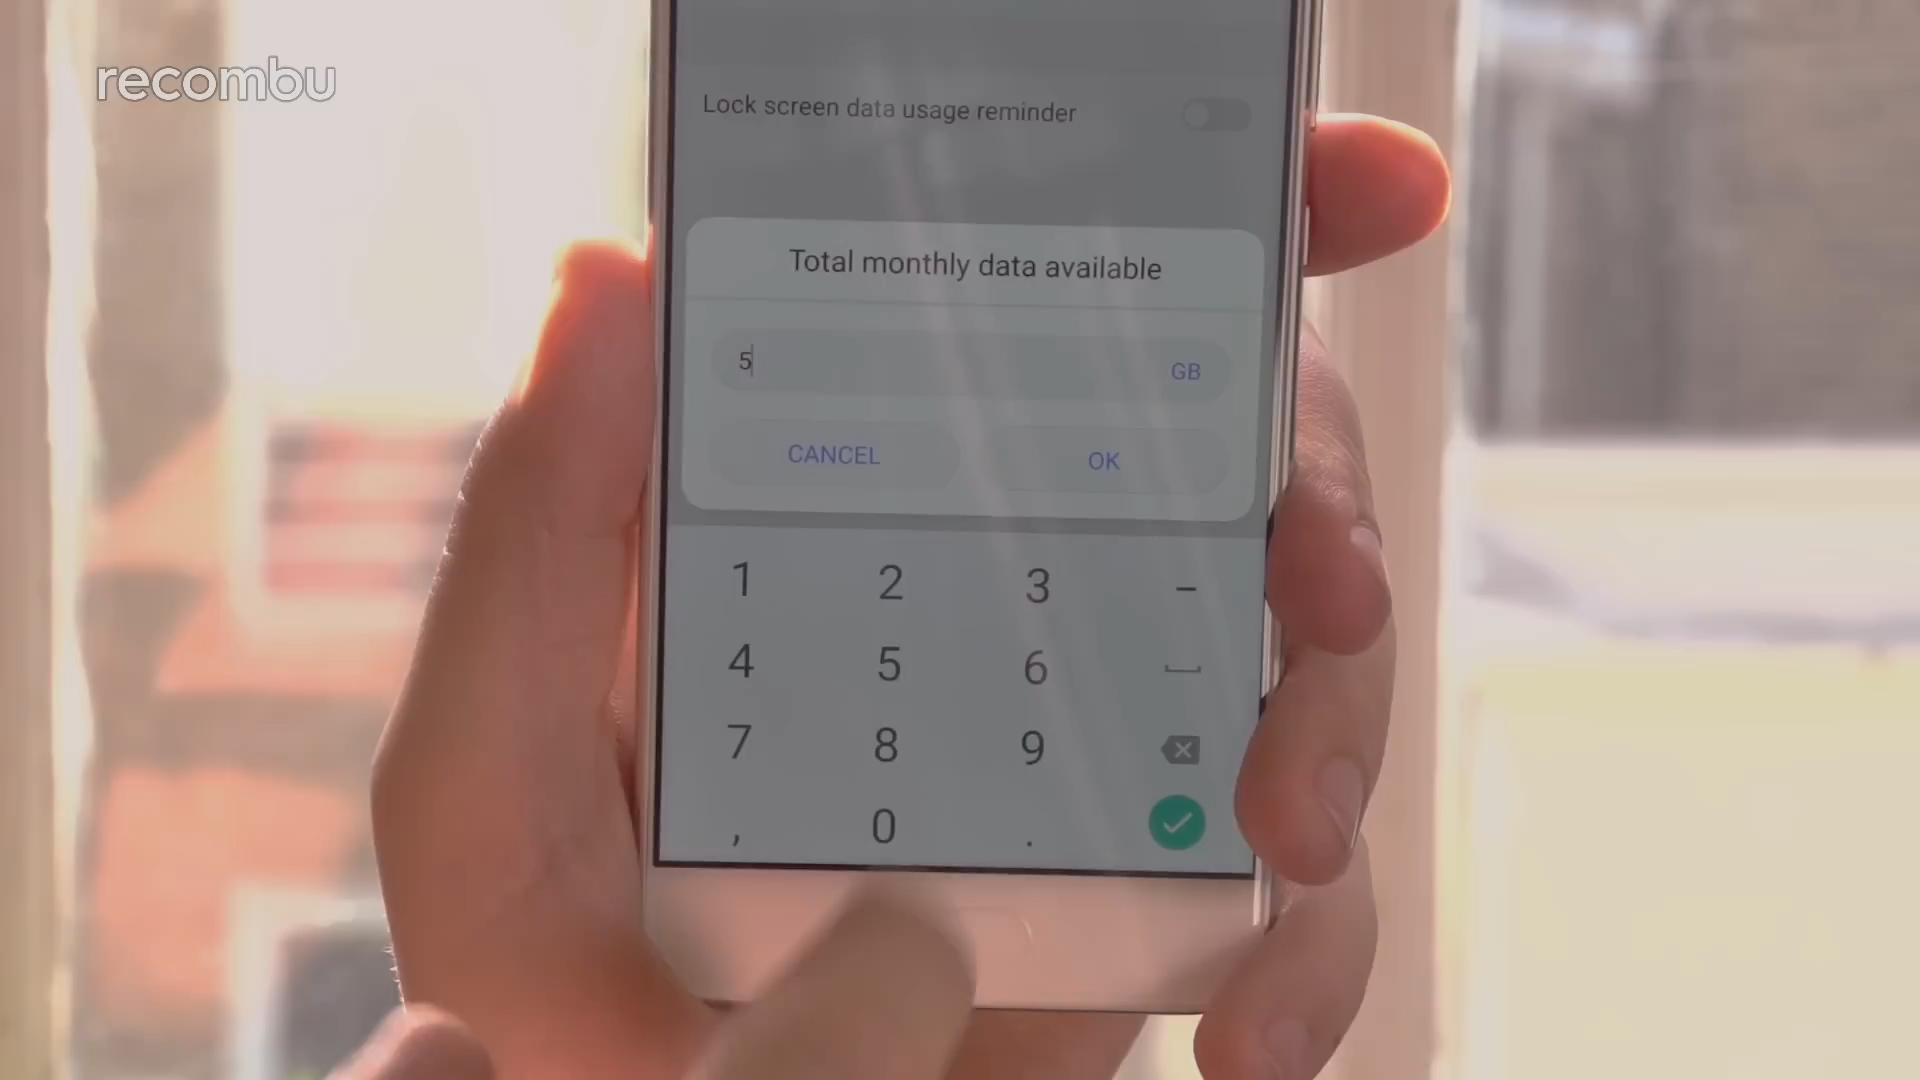 recombu
Lock screen data usage reminder
Total monthly data available
5 GB
CANCEL OK
1 2 3 -
4 5 6
7 8 9
, 0 .